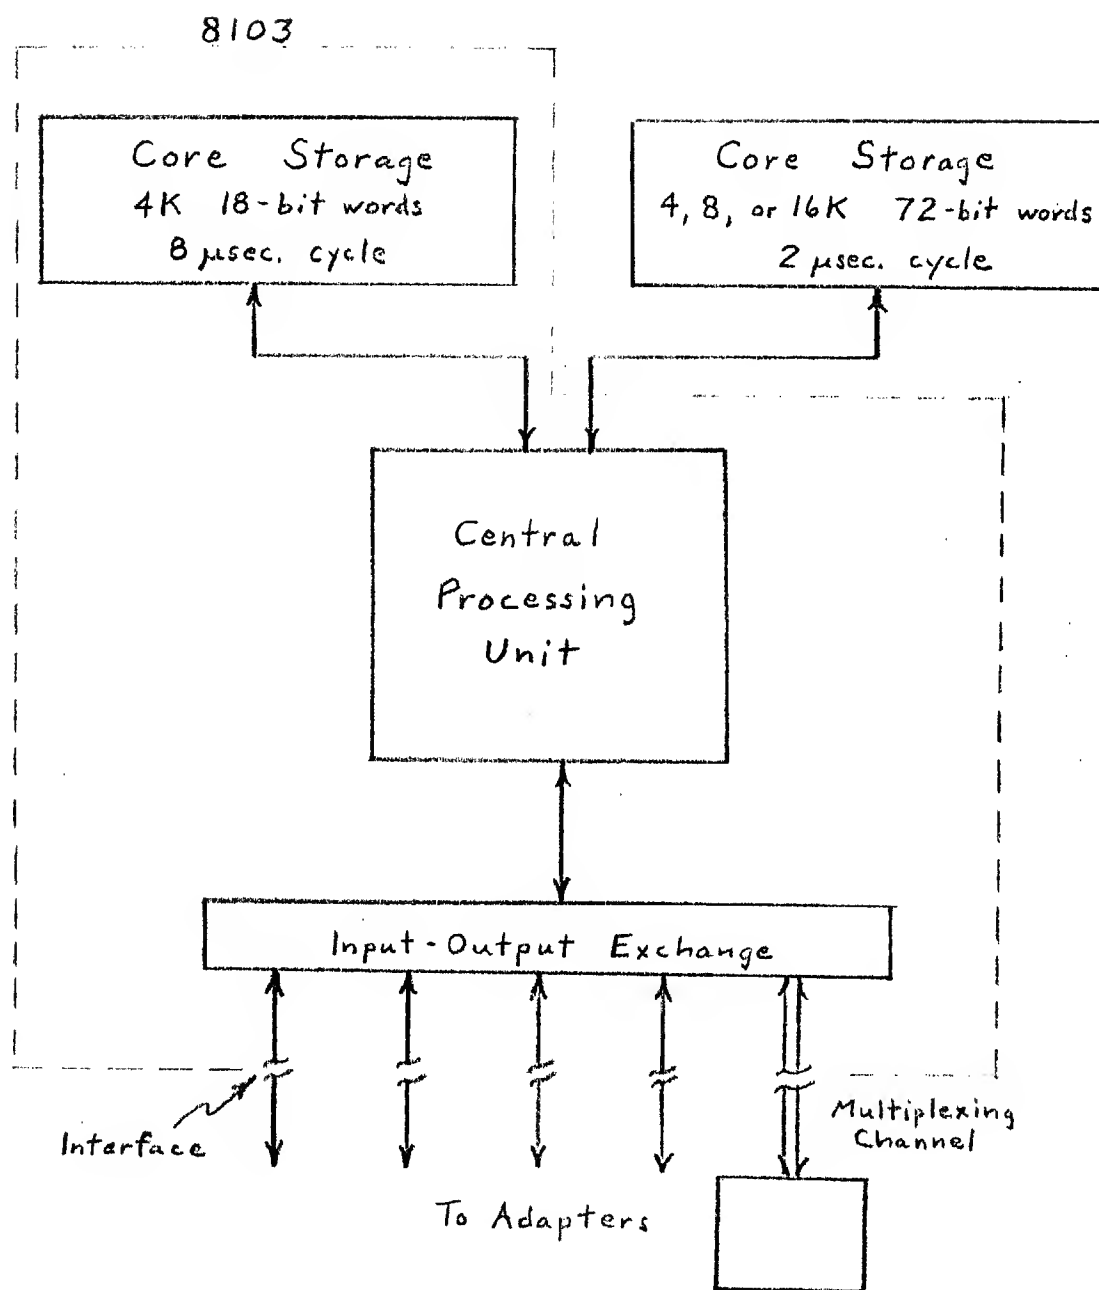 8103
Core Storage
4K 18-bit words
8 μsec. cycle
Core Storage
4, 8, or 16K 72-bit words
2 μsec. cycle
Central
Processing
Unit
Input-Output Exchange
Interface
Multiplexing
Channel
To Adapters